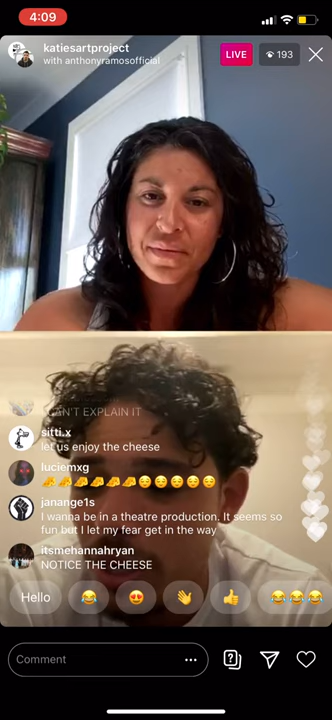 4:09
katiesartproject
with anthonyramosofficial
LIVE
193
CAN'T EXPLAIN IT
sitti.x
let us enjoy the cheese
luciemxg
🧀🧀🧀🧀🧀🧀😌😌😌😌😌
janange1s
I wanna be in a theatre production. It seems so
fun but I let my fear get in the way
itsmehannahryan
NOTICE THE CHEESE
Hello 😂 😍 👋 👍 😂😂😂
Comment